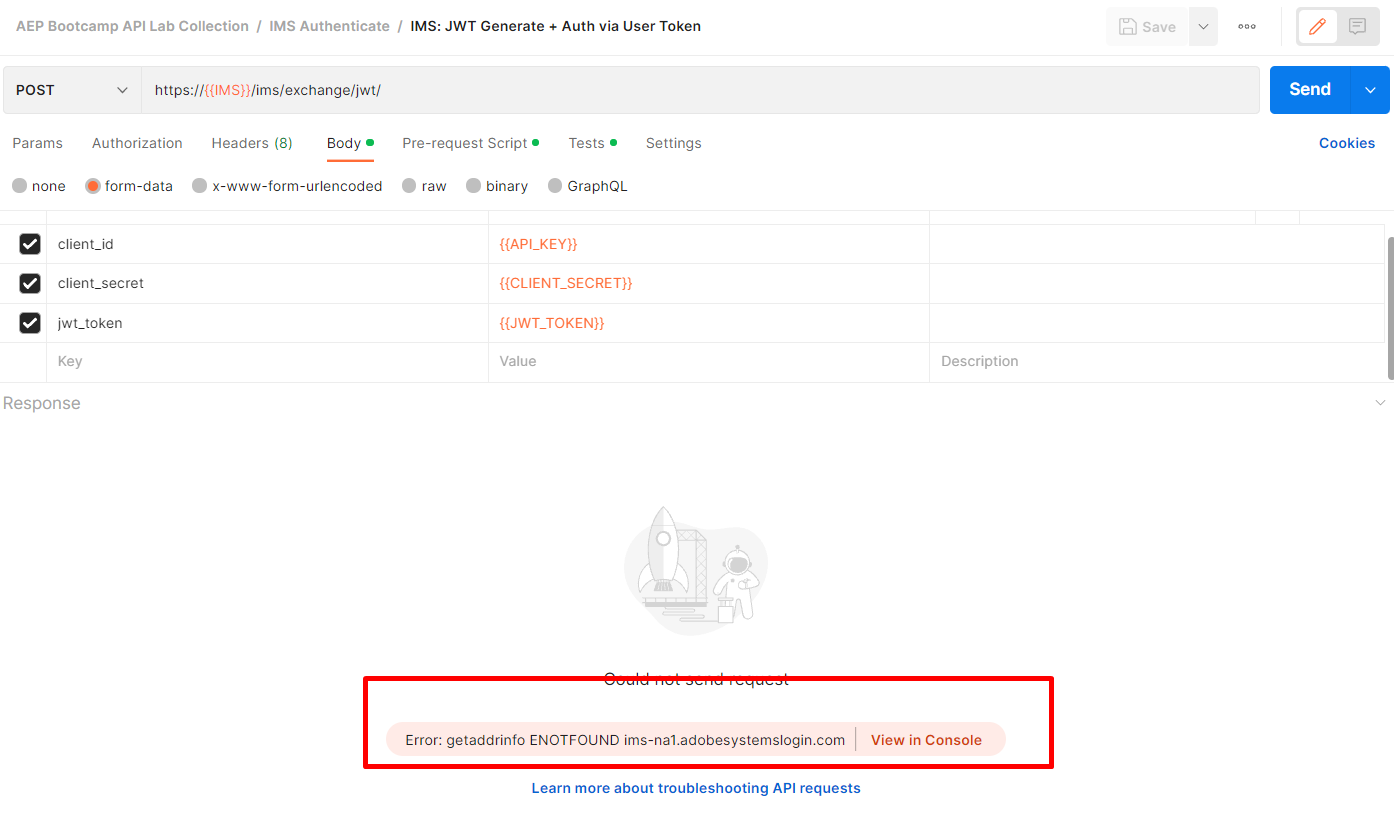 AEP Bootcamp API Lab Collection / IMS Authenticate / IMS: JWT Generate + Auth via User Token
Save
POST
https://{{IMS}}/ims/exchange/jwt/
Send
Params Authorization Headers (8) Body Pre-request Script Tests Settings Cookies
none form-data x-www-form-urlencoded raw binary GraphQL
client_id {{API_KEY}}
client_secret {{CLIENT_SECRET}}
jwt_token {{JWT_TOKEN}}
Key Value Description
Response
Could not send request
Error: getaddrinfo ENOTFOUND ims-na1.adobesystemslogin.com | View in Console
Learn more about troubleshooting API requests